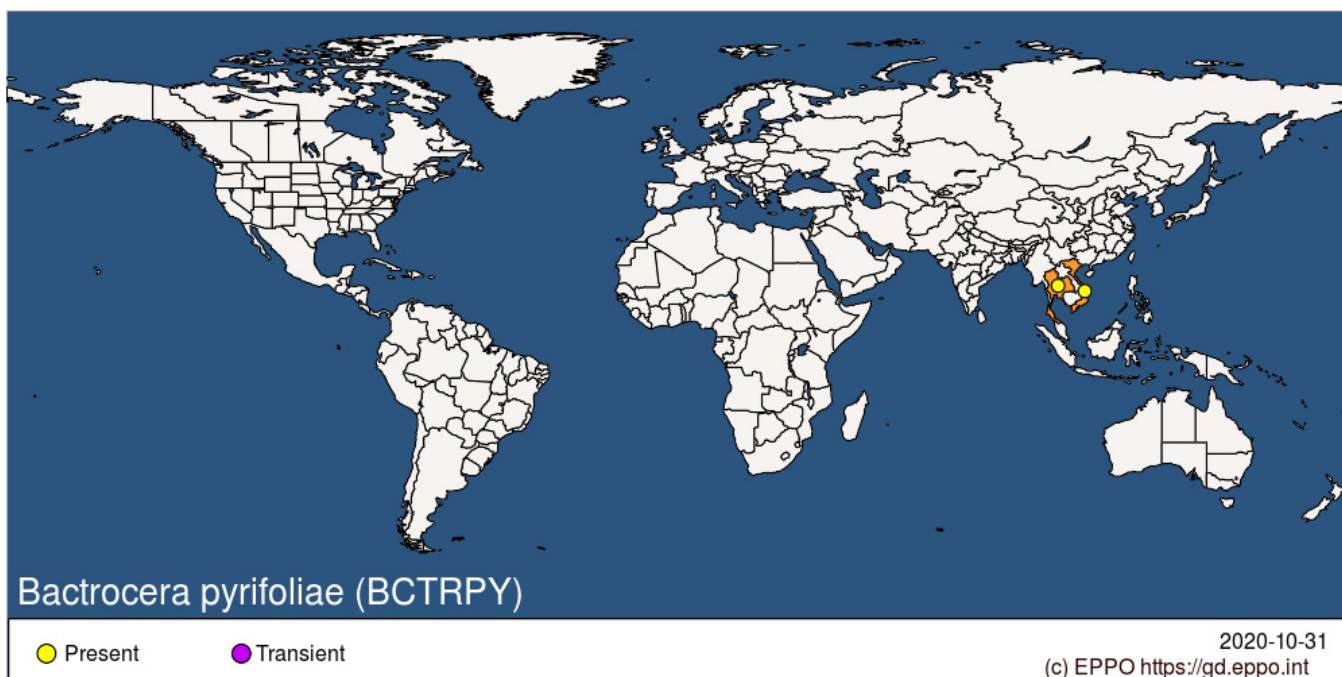 Bactrocera pyrifoliae (BCTRPY)
Present
Transient
2020-10-31
(c) EPPO https://gd.eppo.int